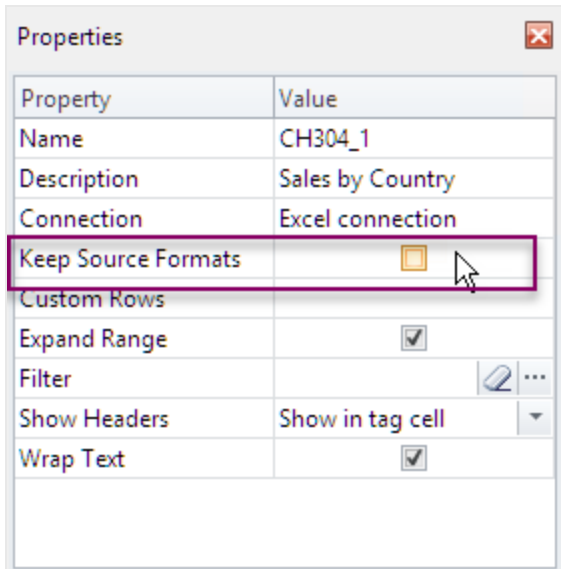 Properties
Property Value
Name CH304_1
Description Sales by Country
Connection Excel connection
Keep Source Formats
Custom Rows
Expand Range
Filter ...
Show Headers Show in tag cell
Wrap Text